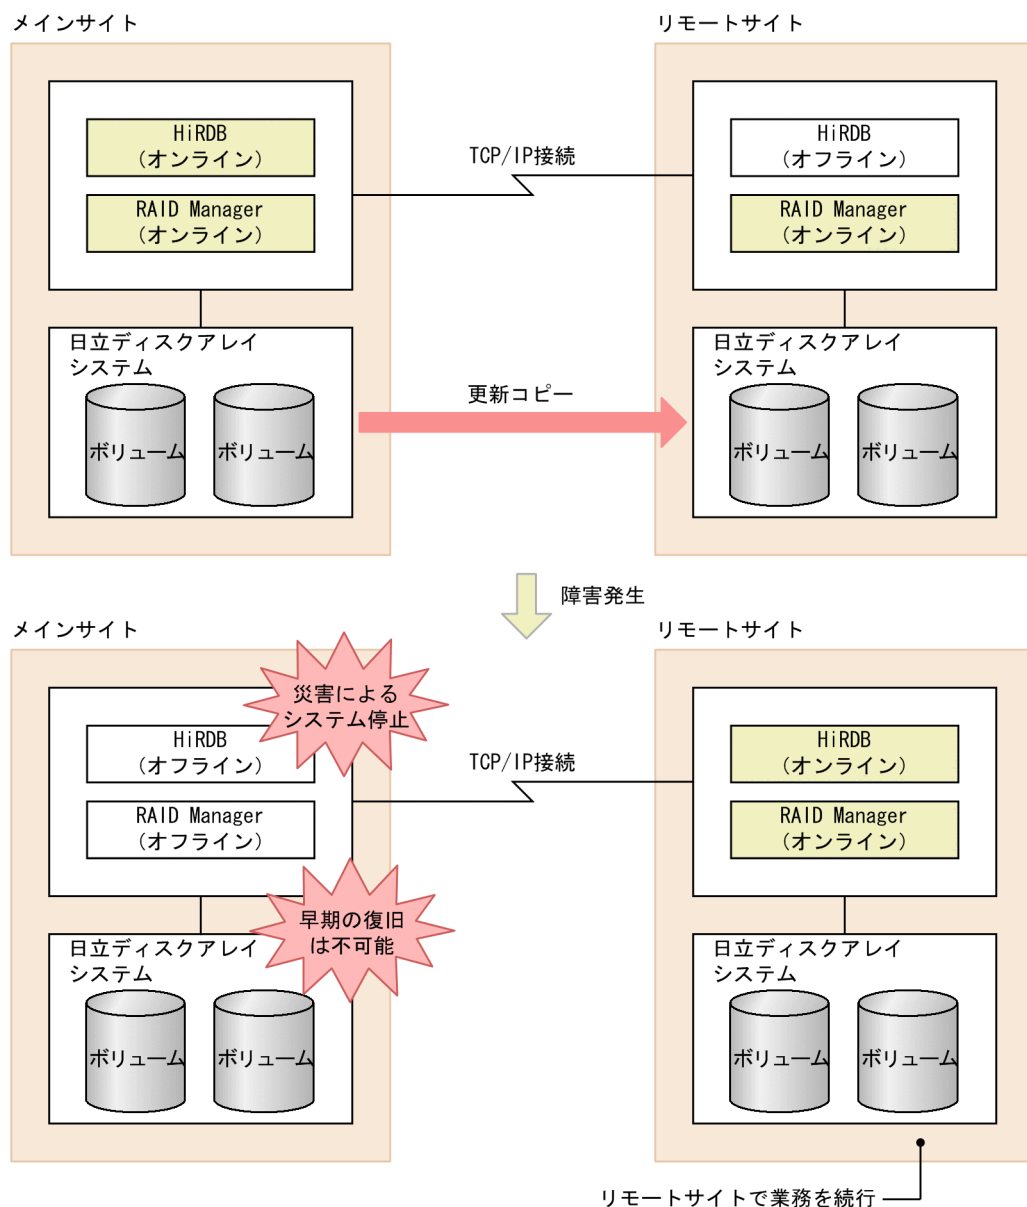 メインサイト
リモートサイト
HiRDB
（オンライン）
RAID Manager
（オンライン）
TCP/IP接続
HiRDB
（オフライン）
RAID Manager
（オンライン）
日立ディスクアレイ
システム
ボリューム
ボリューム
更新コピー
日立ディスクアレイ
システム
ボリューム
ボリューム
障害発生
メインサイト
リモートサイト
災害による
システム停止
HiRDB
（オフライン）
RAID Manager
（オフライン）
TCP/IP接続
HiRDB
（オンライン）
RAID Manager
（オンライン）
早期の復旧
は不可能
日立ディスクアレイ
システム
ボリューム
ボリューム
日立ディスクアレイ
システム
ボリューム
ボリューム
リモートサイトで業務を続行